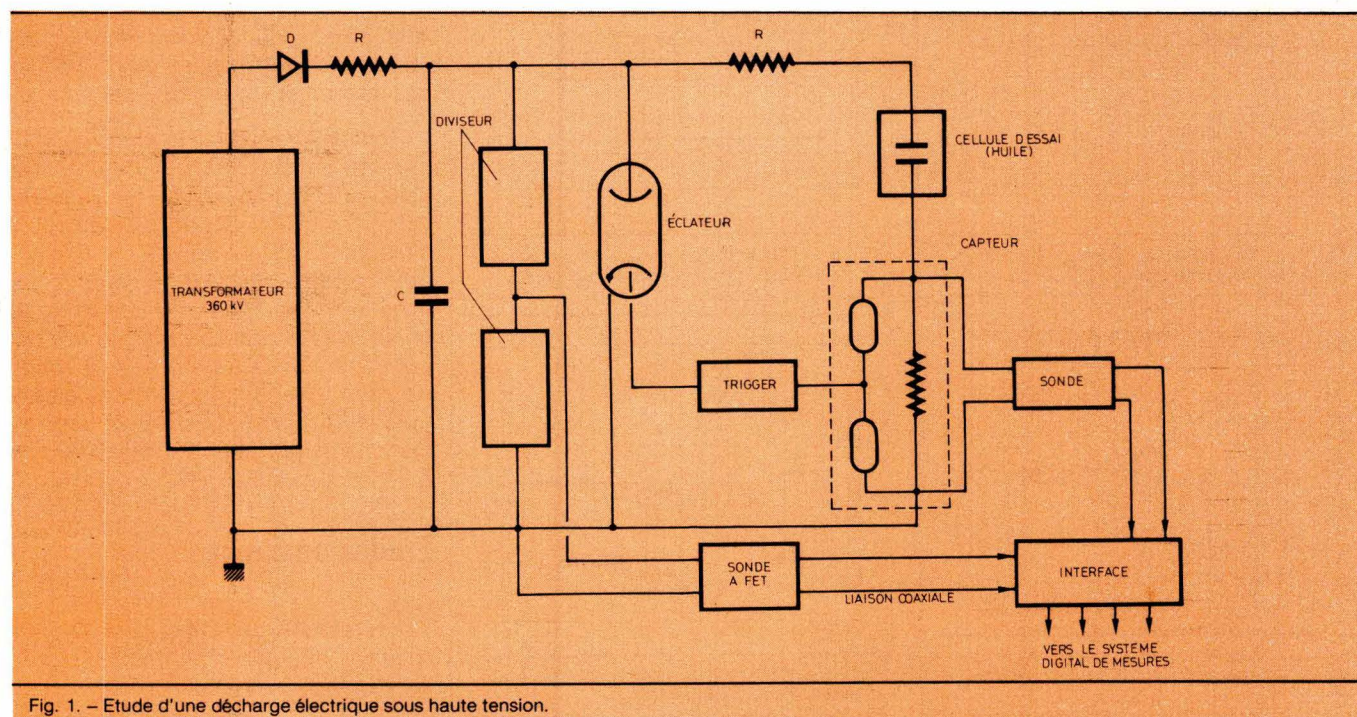 D
R
R
DIVISEUR
CELLULE D'ESSAI
(HUILE)
ÉCLATEUR
CAPTEUR
TRANSFORMATEUR
360 kV
C
TRIGGER
SONDE
SONDE
A FET
INTERFACE
LIAISON COAXIALE
VERS LE SYSTÈME
DIGITAL DE MESURES
Fig. 1. – Etude d'une décharge électrique sous haute tension.